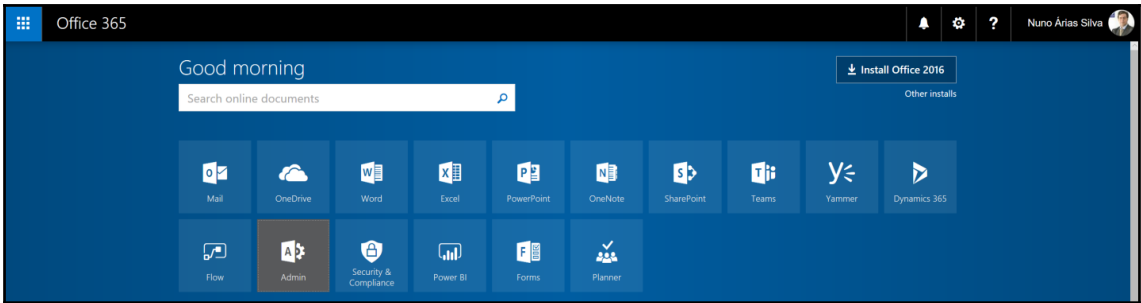 Office 365
?
Nuno Árias Silva
Good morning
Install Office 2016
Search online documents
Other installs
Mail
OneDrive
Word
Excel
PowerPoint
OneNote
SharePoint
Teams
Yammer
Dynamics 365
Flow
Admin
Security &
Compliance
Power BI
Forms
Planner